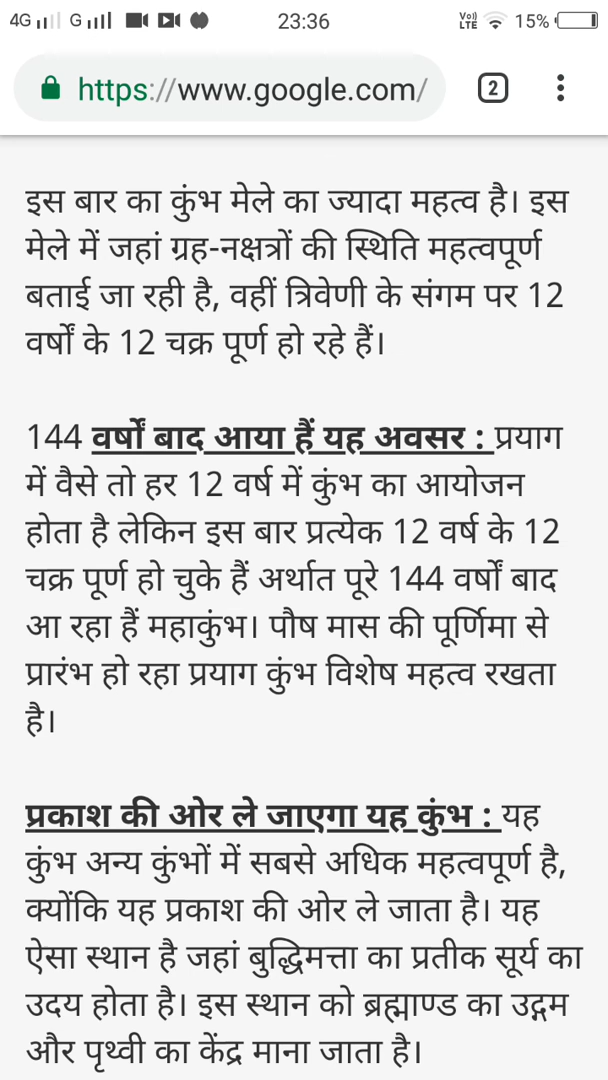 4G G 23:36 Vo)) LTE 15%
https://www.google.com/ 2
इस बार का कुंभ मेले का ज्यादा महत्व है। इस
मेले में जहां ग्रह-नक्षत्रों की स्थिति महत्वपूर्ण
बताई जा रही है, वहीं त्रिवेणी के संगम पर 12
वर्षों के 12 चक्र पूर्ण हो रहे हैं।
144 वर्षों बाद आया हैं यह अवसर : प्रयाग
में वैसे तो हर 12 वर्ष में कुंभ का आयोजन
होता है लेकिन इस बार प्रत्येक 12 वर्ष के 12
चक्र पूर्ण हो चुके हैं अर्थात पूरे 144 वर्षों बाद
आ रहा हैं महाकुंभ। पौष मास की पूर्णिमा से
प्रारंभ हो रहा प्रयाग कुंभ विशेष महत्व रखता
है।
प्रकाश की ओर ले जाएगा यह कुंभ : यह
कुंभ अन्य कुंभों में सबसे अधिक महत्वपूर्ण है,
क्योंकि यह प्रकाश की ओर ले जाता है। यह
ऐसा स्थान है जहां बुद्धिमत्ता का प्रतीक सूर्य का
उदय होता है। इस स्थान को ब्रह्माण्ड का उद्गम
और पृथ्वी का केंद्र माना जाता है।